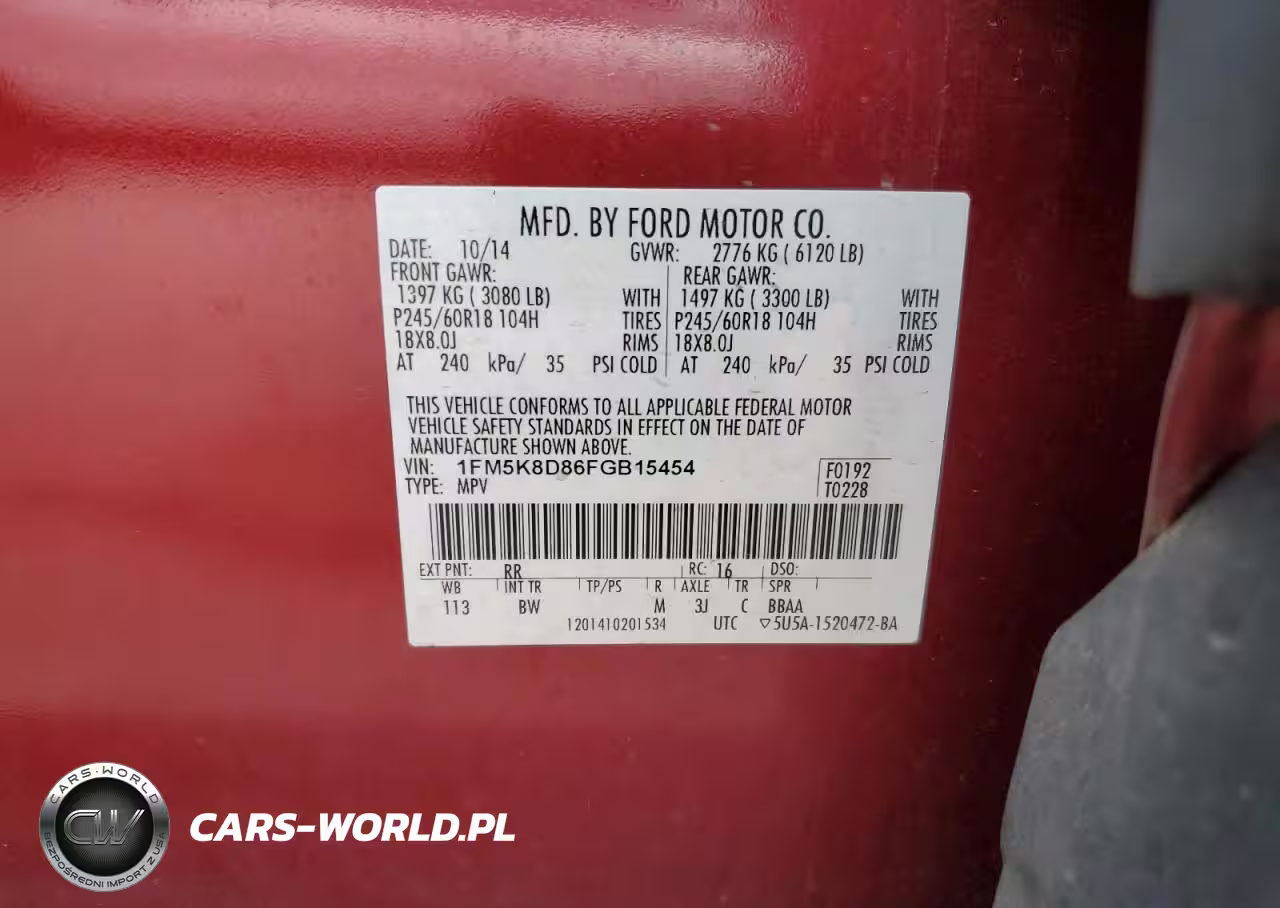 MFD. BY FORD MOTOR CO.
DATE: 10/14 GVWR: 2776 KG ( 6120 LB)
FRONT GAWR: REAR GAWR:
1397 KG ( 3080 LB) WITH 1497 KG ( 3300 LB) WITH
P245/60R18 104H TIRES P245/60R18 104H TIRES
18X8.0J RIMS 18X8.0J RIMS
AT 240 kPa/ 35 PSI COLD AT 240 kPa/ 35 PSI COLD
THIS VEHICLE CONFORMS TO ALL APPLICABLE FEDERAL MOTOR
VEHICLE SAFETY STANDARDS IN EFFECT ON THE DATE OF
MANUFACTURE SHOWN ABOVE.
VIN: 1FM5K8D86FGB15454 F0192
TYPE: MPV T0228
EXT PNT: RR RC: 16 DSO:
WB INT TR TP/PS R AXLE TR SPR
113 BW M 3J C BBAA
1201410201534 UTC ▽5U5A-1520472-BA
CARS-WORLD
CW
BEZPOŚREDNI IMPORT Z USA
CARS-WORLD.PL